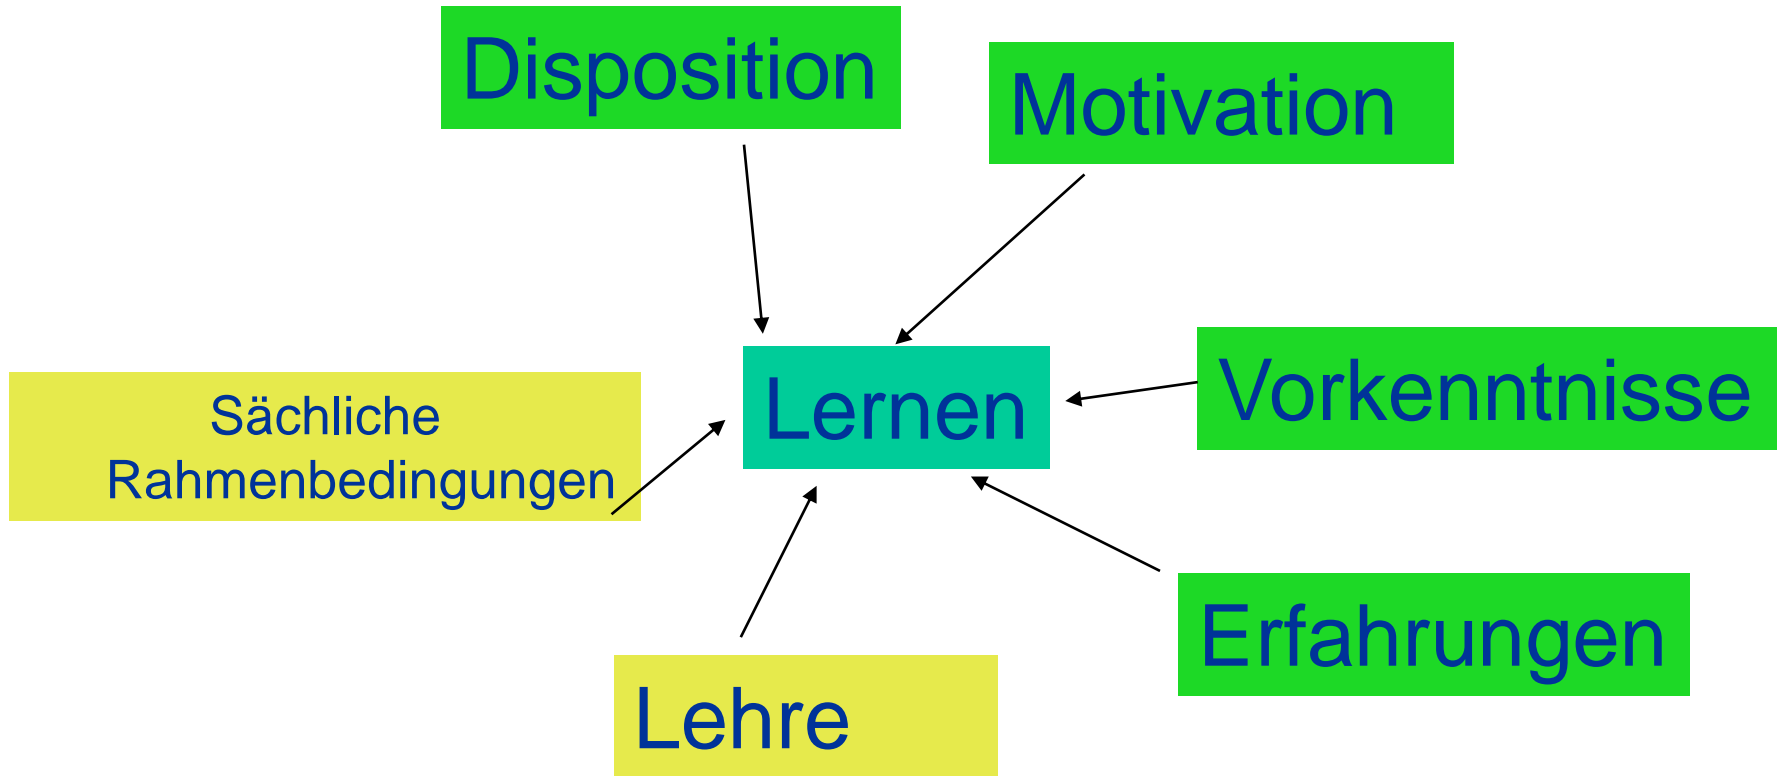 Disposition
Motivation
Vorkenntnisse
Lernen
Sächliche
Rahmenbedingungen
Erfahrungen
Lehre